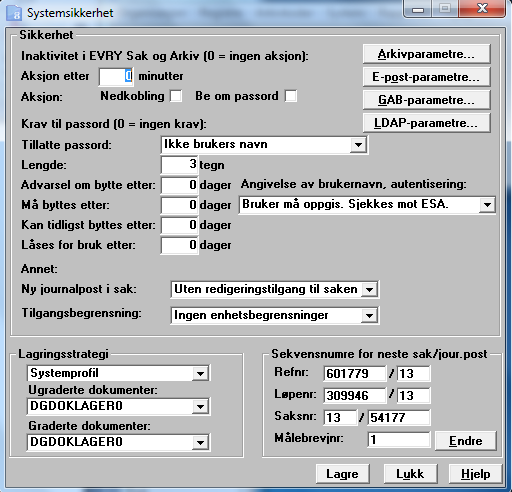 Systemsikkerhet
Sikkerhet
Inaktivitet i EVRY Sak og Arkiv (0 = ingen aksjon):
Arkivparametre...
Aksjon etter 0 minutter
E-post-parametre...
Aksjon: Nedkobling Be om passord
GAB-parametre...
Krav til passord (0 = ingen krav):
LDAP-parametre...
Tillatte passord: Ikke brukers navn
Lengde: 3 tegn
Advarsel om bytte etter: 0 dager Angivelse av brukernavn, autentisering:
Må byttes etter: 0 dager Bruker må oppgis. Sjekkes mot ESA.
Kan tidligst byttes etter: 0 dager
Låses for bruk etter: 0 dager
Annet:
Ny journalpost i sak: Uten redigeringstilgang til saken
Tilgangsbegrensning: Ingen enhetsbegrensninger
Lagringsstrategi
Systemprofil
Ugraderte dokumenter:
DGDOKLAGER0
Graderte dokumenter:
DGDOKLAGER0
Sekvensnumre for neste sak/jour.post
Refnr: 601779 / 13
Løpenr: 309946 / 13
Saksnr: 13 / 54177
Målebrevjnr: 1 Endre
Lagre Lukk Hjelp